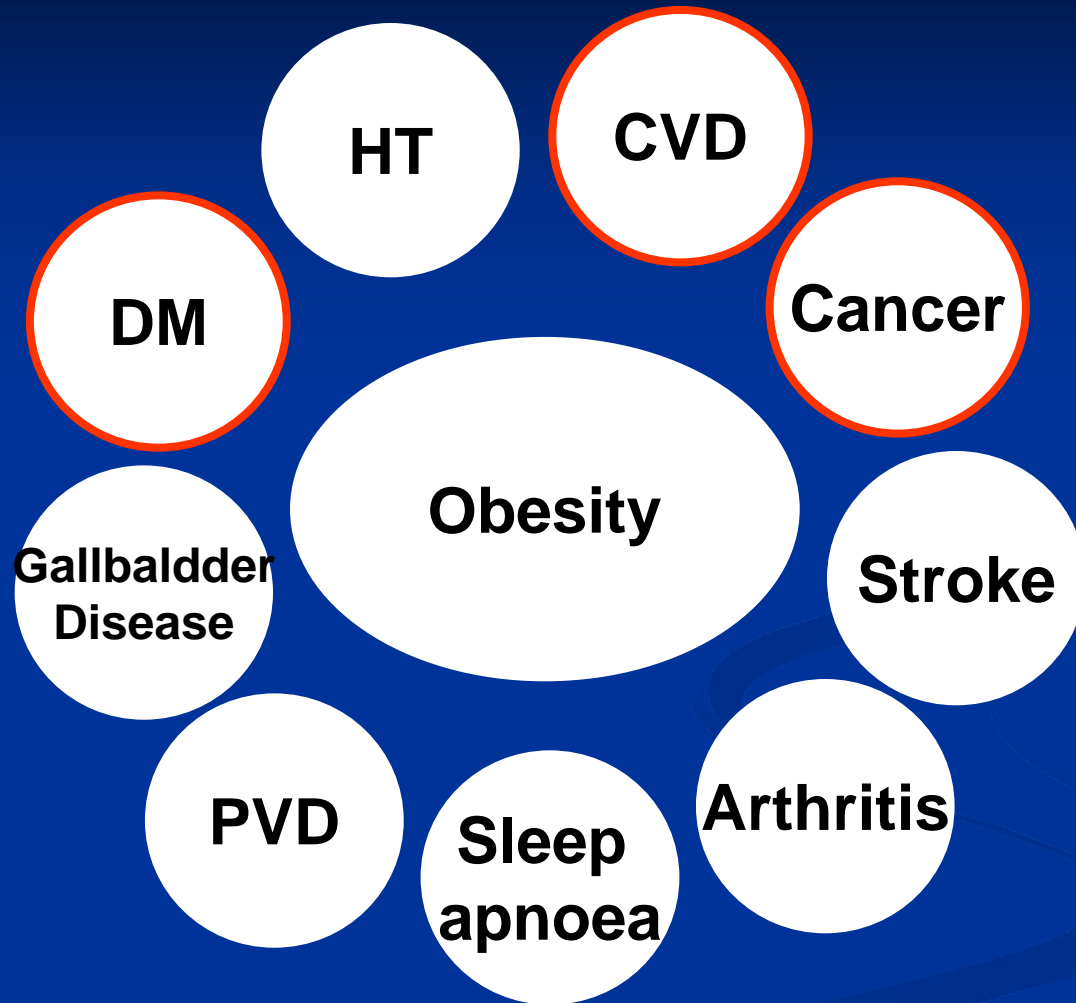 HT
CVD
DM
Cancer
Obesity
Gallbaldder
Disease
Stroke
PVD
Sleep
apnoea
Arthritis